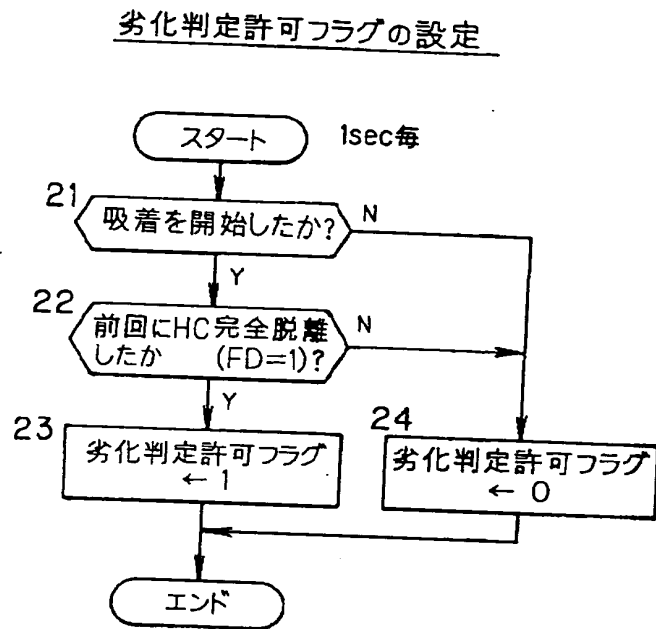 劣化判定許可フラグの設定
スタート
1sec毎
21
吸着を開始したか?
N
Y
22
前回にHC完全脱離
したか (FD=1)?
N
Y
23
劣化判定許可フラグ
← 1
24
劣化判定許可フラグ
← 0
エンド